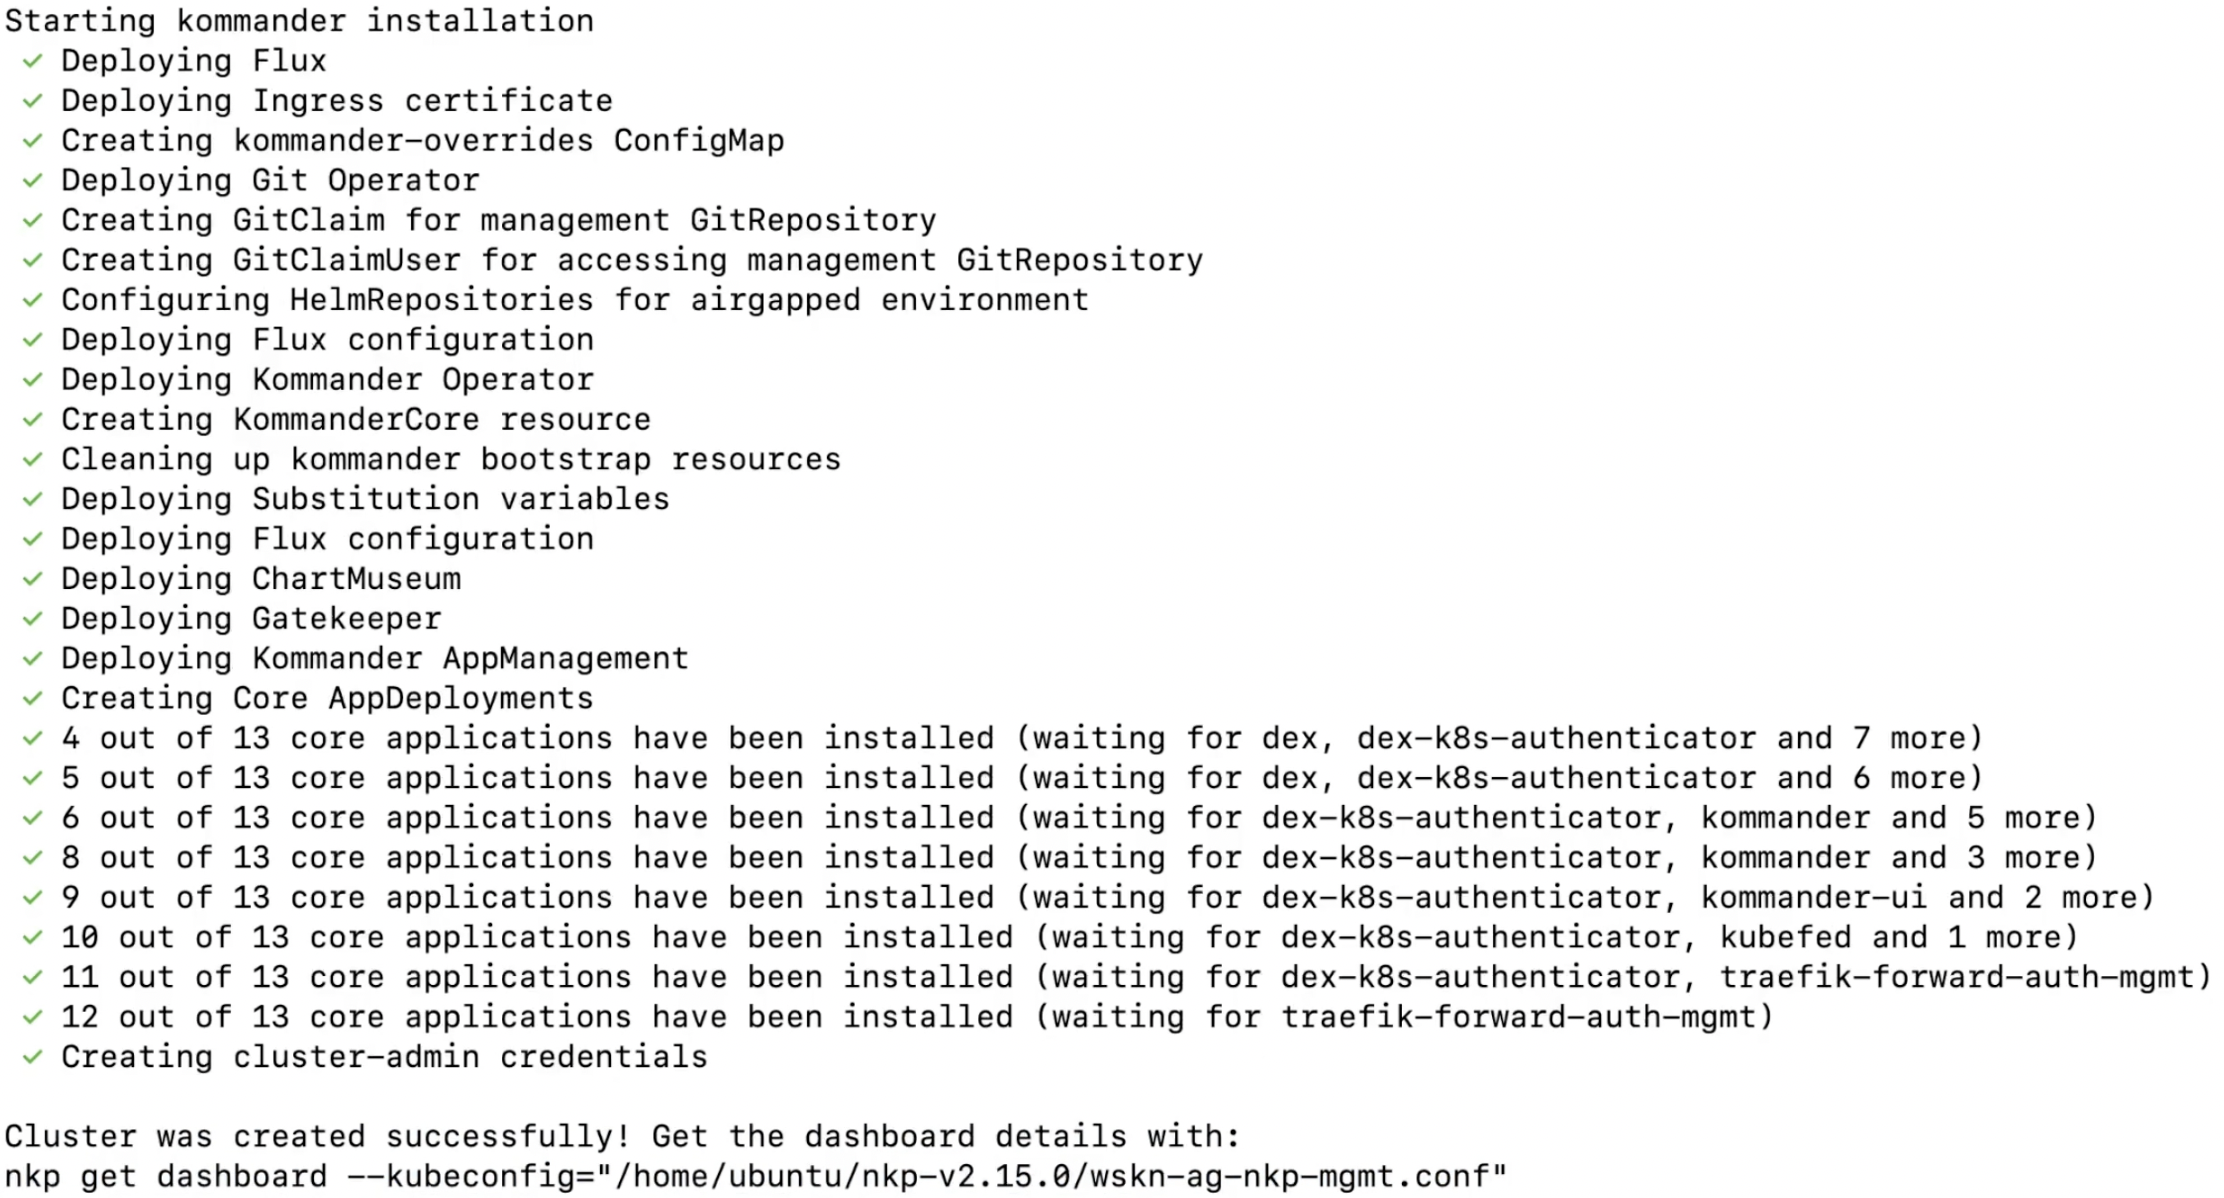 Starting kommander installation
✓ Deploying Flux
✓ Deploying Ingress certificate
✓ Creating kommander-overrides ConfigMap
✓ Deploying Git Operator
✓ Creating GitClaim for management GitRepository
✓ Creating GitClaimUser for accessing management GitRepository
✓ Configuring HelmRepositories for airgapped environment
✓ Deploying Flux configuration
✓ Deploying Kommander Operator
✓ Creating KommanderCore resource
✓ Cleaning up kommander bootstrap resources
✓ Deploying Substitution variables
✓ Deploying Flux configuration
✓ Deploying ChartMuseum
✓ Deploying Gatekeeper
✓ Deploying Kommander AppManagement
✓ Creating Core AppDeployments
✓ 4 out of 13 core applications have been installed (waiting for dex, dex-k8s-authenticator and 7 more)
✓ 5 out of 13 core applications have been installed (waiting for dex, dex-k8s-authenticator and 6 more)
✓ 6 out of 13 core applications have been installed (waiting for dex-k8s-authenticator, kommander and 5 more)
✓ 8 out of 13 core applications have been installed (waiting for dex-k8s-authenticator, kommander and 3 more)
✓ 9 out of 13 core applications have been installed (waiting for dex-k8s-authenticator, kommander-ui and 2 more)
✓ 10 out of 13 core applications have been installed (waiting for dex-k8s-authenticator, kubefed and 1 more)
✓ 11 out of 13 core applications have been installed (waiting for dex-k8s-authenticator, traefik-forward-auth-mgmt)
✓ 12 out of 13 core applications have been installed (waiting for traefik-forward-auth-mgmt)
✓ Creating cluster-admin credentials
Cluster was created successfully! Get the dashboard details with:
nkp get dashboard --kubeconfig="/home/ubuntu/nkp-v2.15.0/wskn-ag-nkp-mgmt.conf"